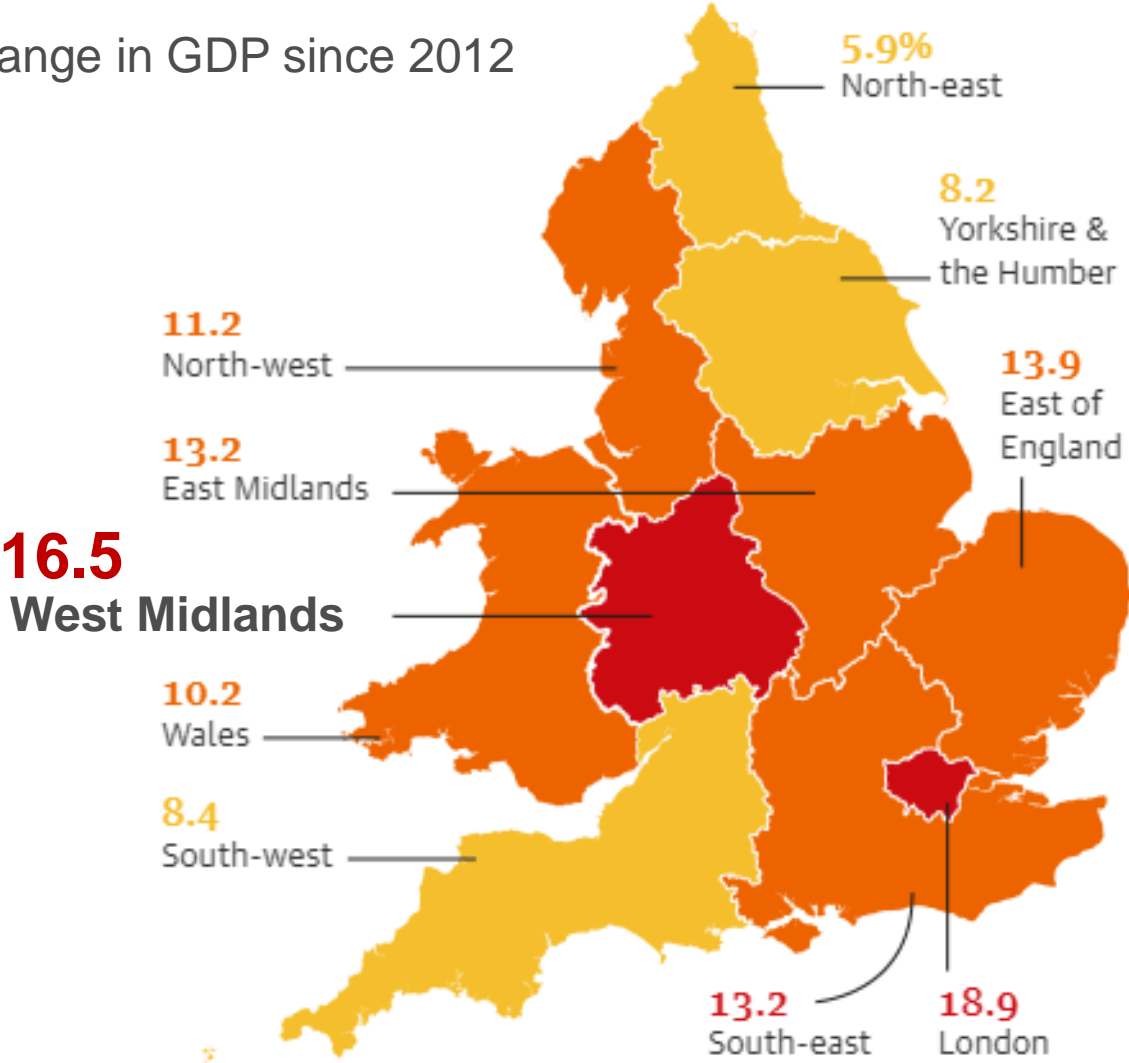 ange in GDP since 2012
5.9%
North-east
8.2
Yorkshire &
the Humber
11.2
North-west
13.9
East of
England
13.2
East Midlands
16.5
West Midlands
10.2
Wales
8.4
South-west
13.2
South-east
18.9
London